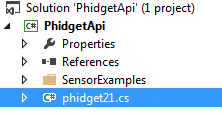 Solution 'PhidgetApi' (1 project)
C# PhidgetApi
Properties
References
SensorExamples
C# phidget21.cs